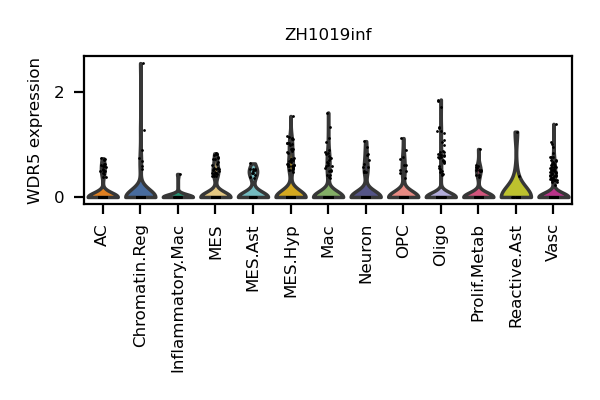 ZH1019inf
WDR5 expression
2
0
AC
Chromatin.Reg
Inflammatory.Mac
MES
MES.Ast
MES.Hyp
Mac
Neuron
OPC
Oligo
Prolif.Metab
Reactive.Ast
Vasc